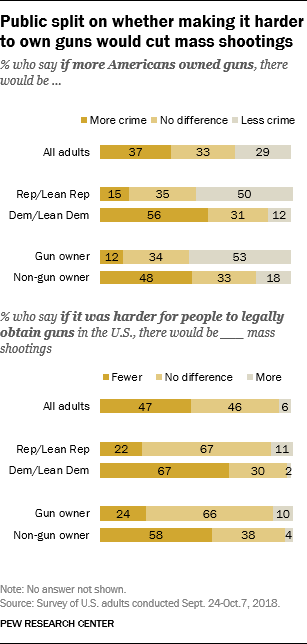 Public split on whether making it harder
to own guns would cut mass shootings
% who say if more Americans owned guns, there
would be ...
More crime No difference Less crime
All adults 37 33 29
Rep/Lean Rep 15 35 50
Dem/Lean Dem 56 31 12
Gun owner 12 34 53
Non-gun owner 48 33 18
% who say if it was harder for people to legally
obtain guns in the U.S., there would be ___ mass
shootings
Fewer No difference More
All adults 47 46 6
Rep/Lean Rep 22 67 11
Dem/Lean Dem 67 30 2
Gun owner 24 66 10
Non-gun owner 58 38 4
Note: No answer not shown.
Source: Survey of U.S. adults conducted Sept. 24-Oct.7, 2018.
PEW RESEARCH CENTER